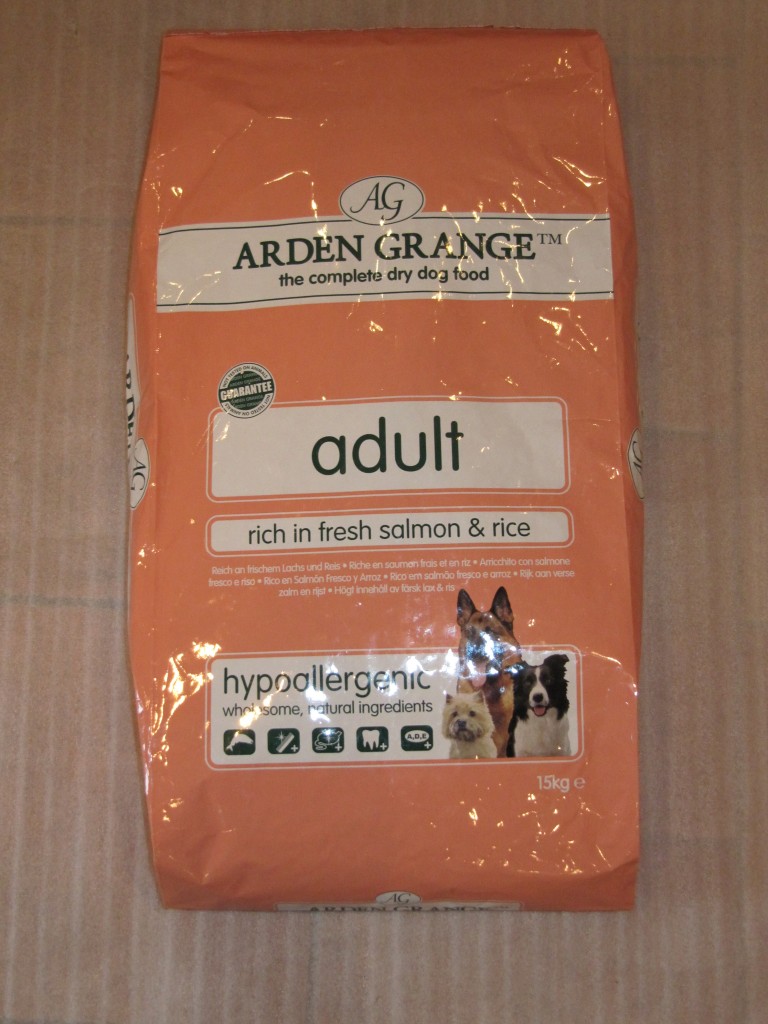 AG
ARDEN GRANGE™
the complete dry dog food
GUARANTEE
adult
rich in fresh salmon & rice
Reich an frischem Lachs und Reis • Riche en saumon frais et en riz • Arricchito con salmone
fresco e riso • Rico en Salmón Fresco y Arroz • Rico em salmão fresco e arroz • Rijk aan verse
zalm en rijst • Högt innehåll av färsk lax & ris
hypoallergenic
wholesome, natural ingredients
A,D,E
15kg e
AG
ARDEN GRANGE
AG
AG